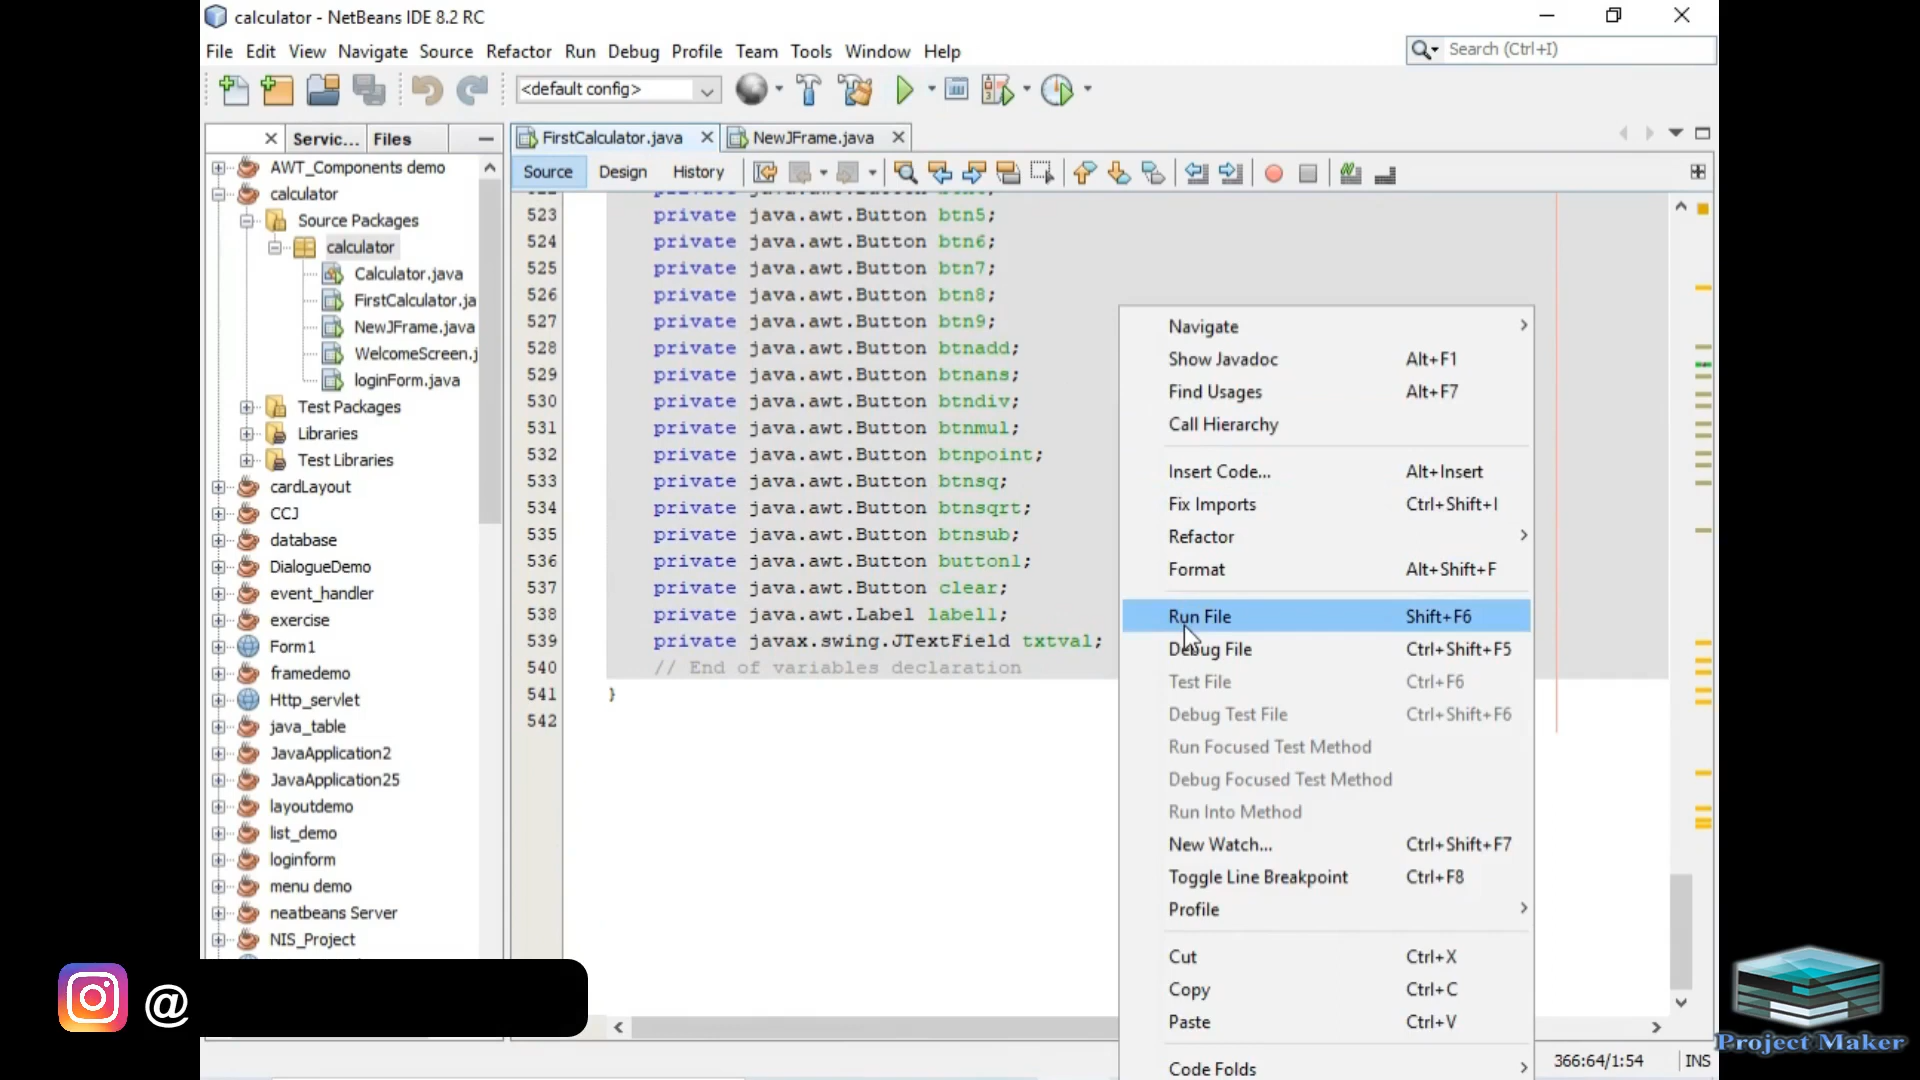 calculator - NetBeans IDE 8.2 RC
File Edit View Navigate Source Refactor Run Debug Profile Team Tools Window Help
Search (Ctrl+I)
<default config>
Servic... Files
FirstCalculator.java NewJFrame.java
Source Design History
AWT_Components demo
calculator
Source Packages
calculator
Calculator.java
FirstCalculator.ja
NewJFrame.java
WelcomeScreen.j
loginForm.java
Test Packages
Libraries
Test Libraries
cardLayout
CCJ
database
DialogueDemo
event_handler
exercise
Form1
framedemo
Http_servlet
java_table
JavaApplication2
JavaApplication25
layoutdemo
list_demo
loginform
menu demo
neatbeans Server
NIS_Project
523 private java.awt.Button btn5;
524 private java.awt.Button btn6;
525 private java.awt.Button btn7;
526 private java.awt.Button btn8;
527 private java.awt.Button btn9;
528 private java.awt.Button btnadd;
529 private java.awt.Button btnans;
530 private java.awt.Button btndiv;
531 private java.awt.Button btnmul;
532 private java.awt.Button btnpoint;
533 private java.awt.Button btnsq;
534 private java.awt.Button btnsqrt;
535 private java.awt.Button btnsub;
536 private java.awt.Button button1;
537 private java.awt.Button clear;
538 private java.awt.Label label1;
539 private javax.swing.JTextField txtval;
540 // End of variables declaration
541 }
542
Navigate
Show Javadoc Alt+F1
Find Usages Alt+F7
Call Hierarchy
Insert Code... Alt+Insert
Fix Imports Ctrl+Shift+I
Refactor
Format Alt+Shift+F
Run File Shift+F6
Debug File Ctrl+Shift+F5
Test File Ctrl+F6
Debug Test File Ctrl+Shift+F6
Run Focused Test Method
Debug Focused Test Method
Run Into Method
New Watch... Ctrl+Shift+F7
Toggle Line Breakpoint Ctrl+F8
Profile
Cut Ctrl+X
Copy Ctrl+C
Paste Ctrl+V
Code Folds
366:64/1:54 INS
@
Project Maker